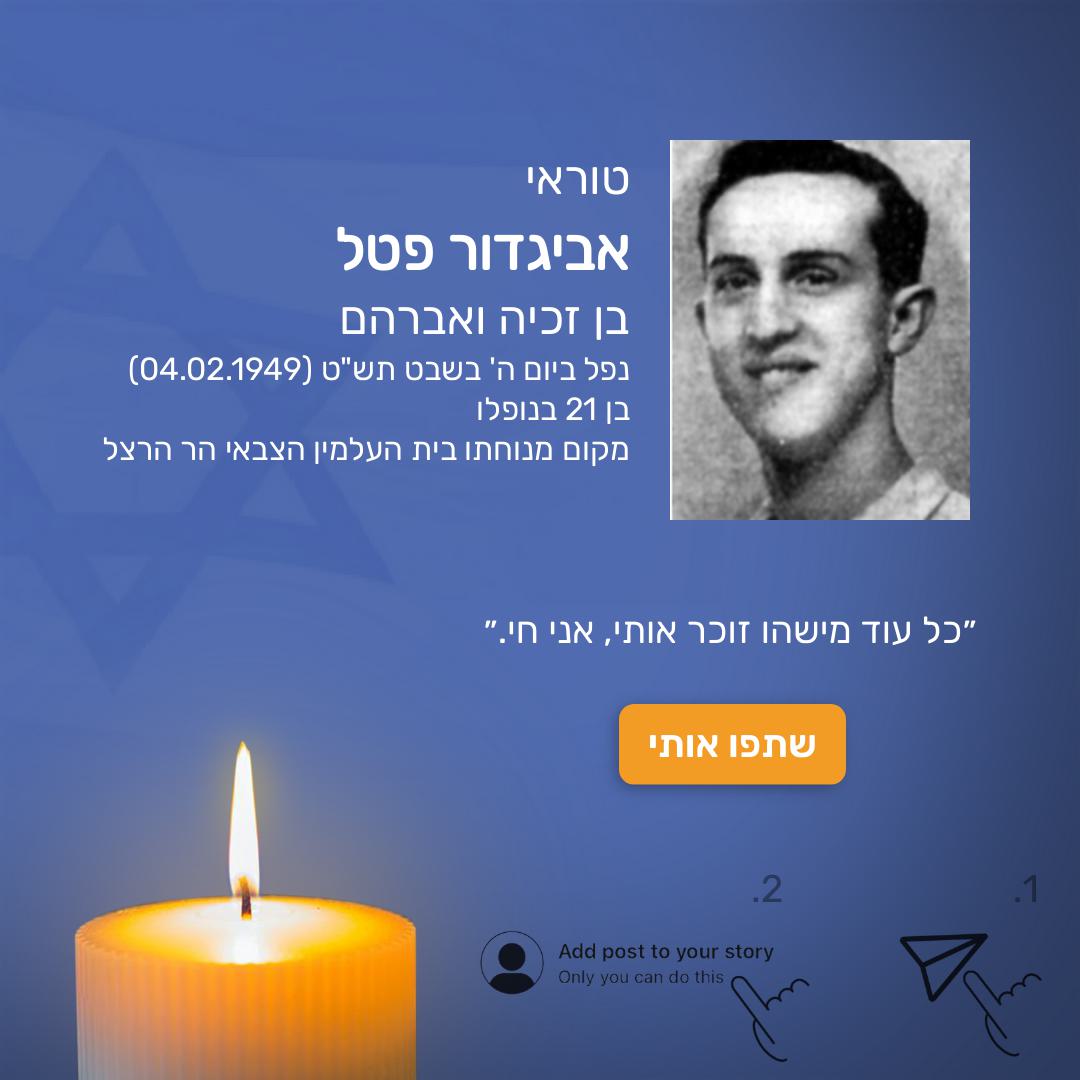 טוראי
אביגדור פטל
בן זכיה ואברהם
נפל ביום ה' בשבט תש"ט (04.02.1949)
בן 21 בנופלו
מקום מנוחתו בית העלמין הצבאי הר הרצל
״כל עוד מישהו זוכר אותי, אני חי.״
שתפו אותי
.1
.2
Add post to your story
Only you can do this